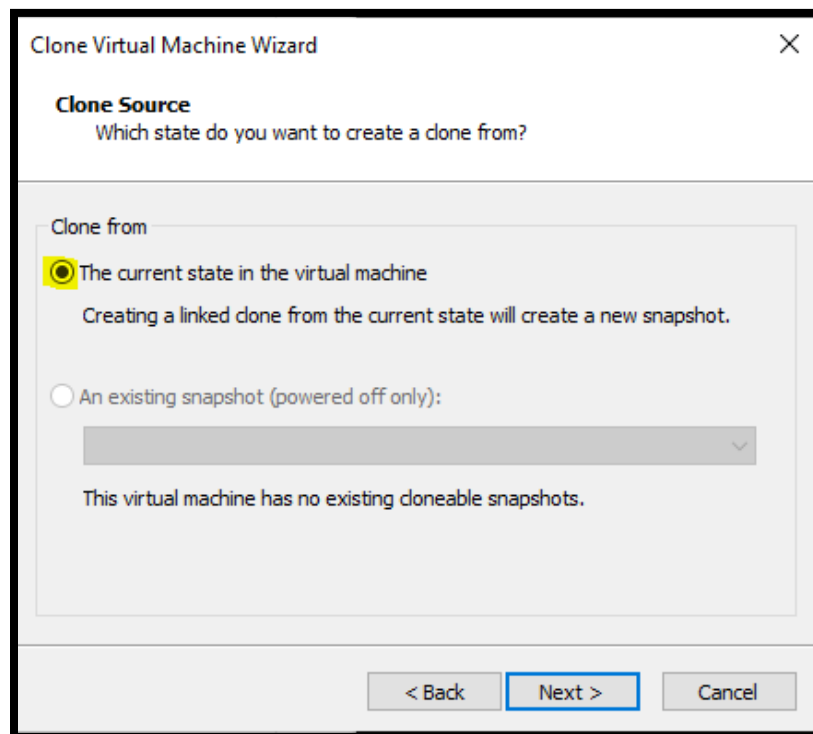 Clone Virtual Machine Wizard
Clone Source
Which state do you want to create a clone from?
Clone from
The current state in the virtual machine
Creating a linked clone from the current state will create a new snapshot.
An existing snapshot (powered off only):
This virtual machine has no existing cloneable snapshots.
< Back Next > Cancel